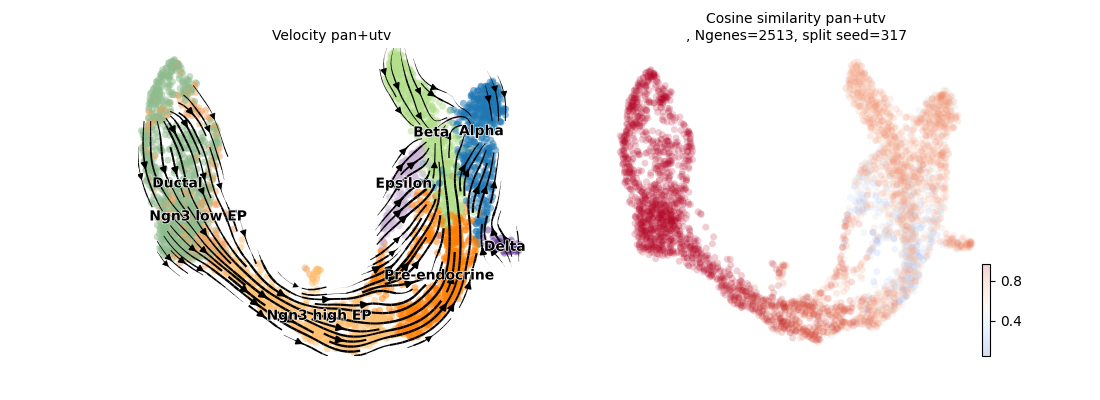 Velocity pan+utv
Beta
Alpha
Ductal
Epsilon
Ngn3 low EP
Delta
Pre-endocrine
Ngn3 high EP
Cosine similarity pan+utv
, Ngenes=2513, split seed=317
0.8
0.4